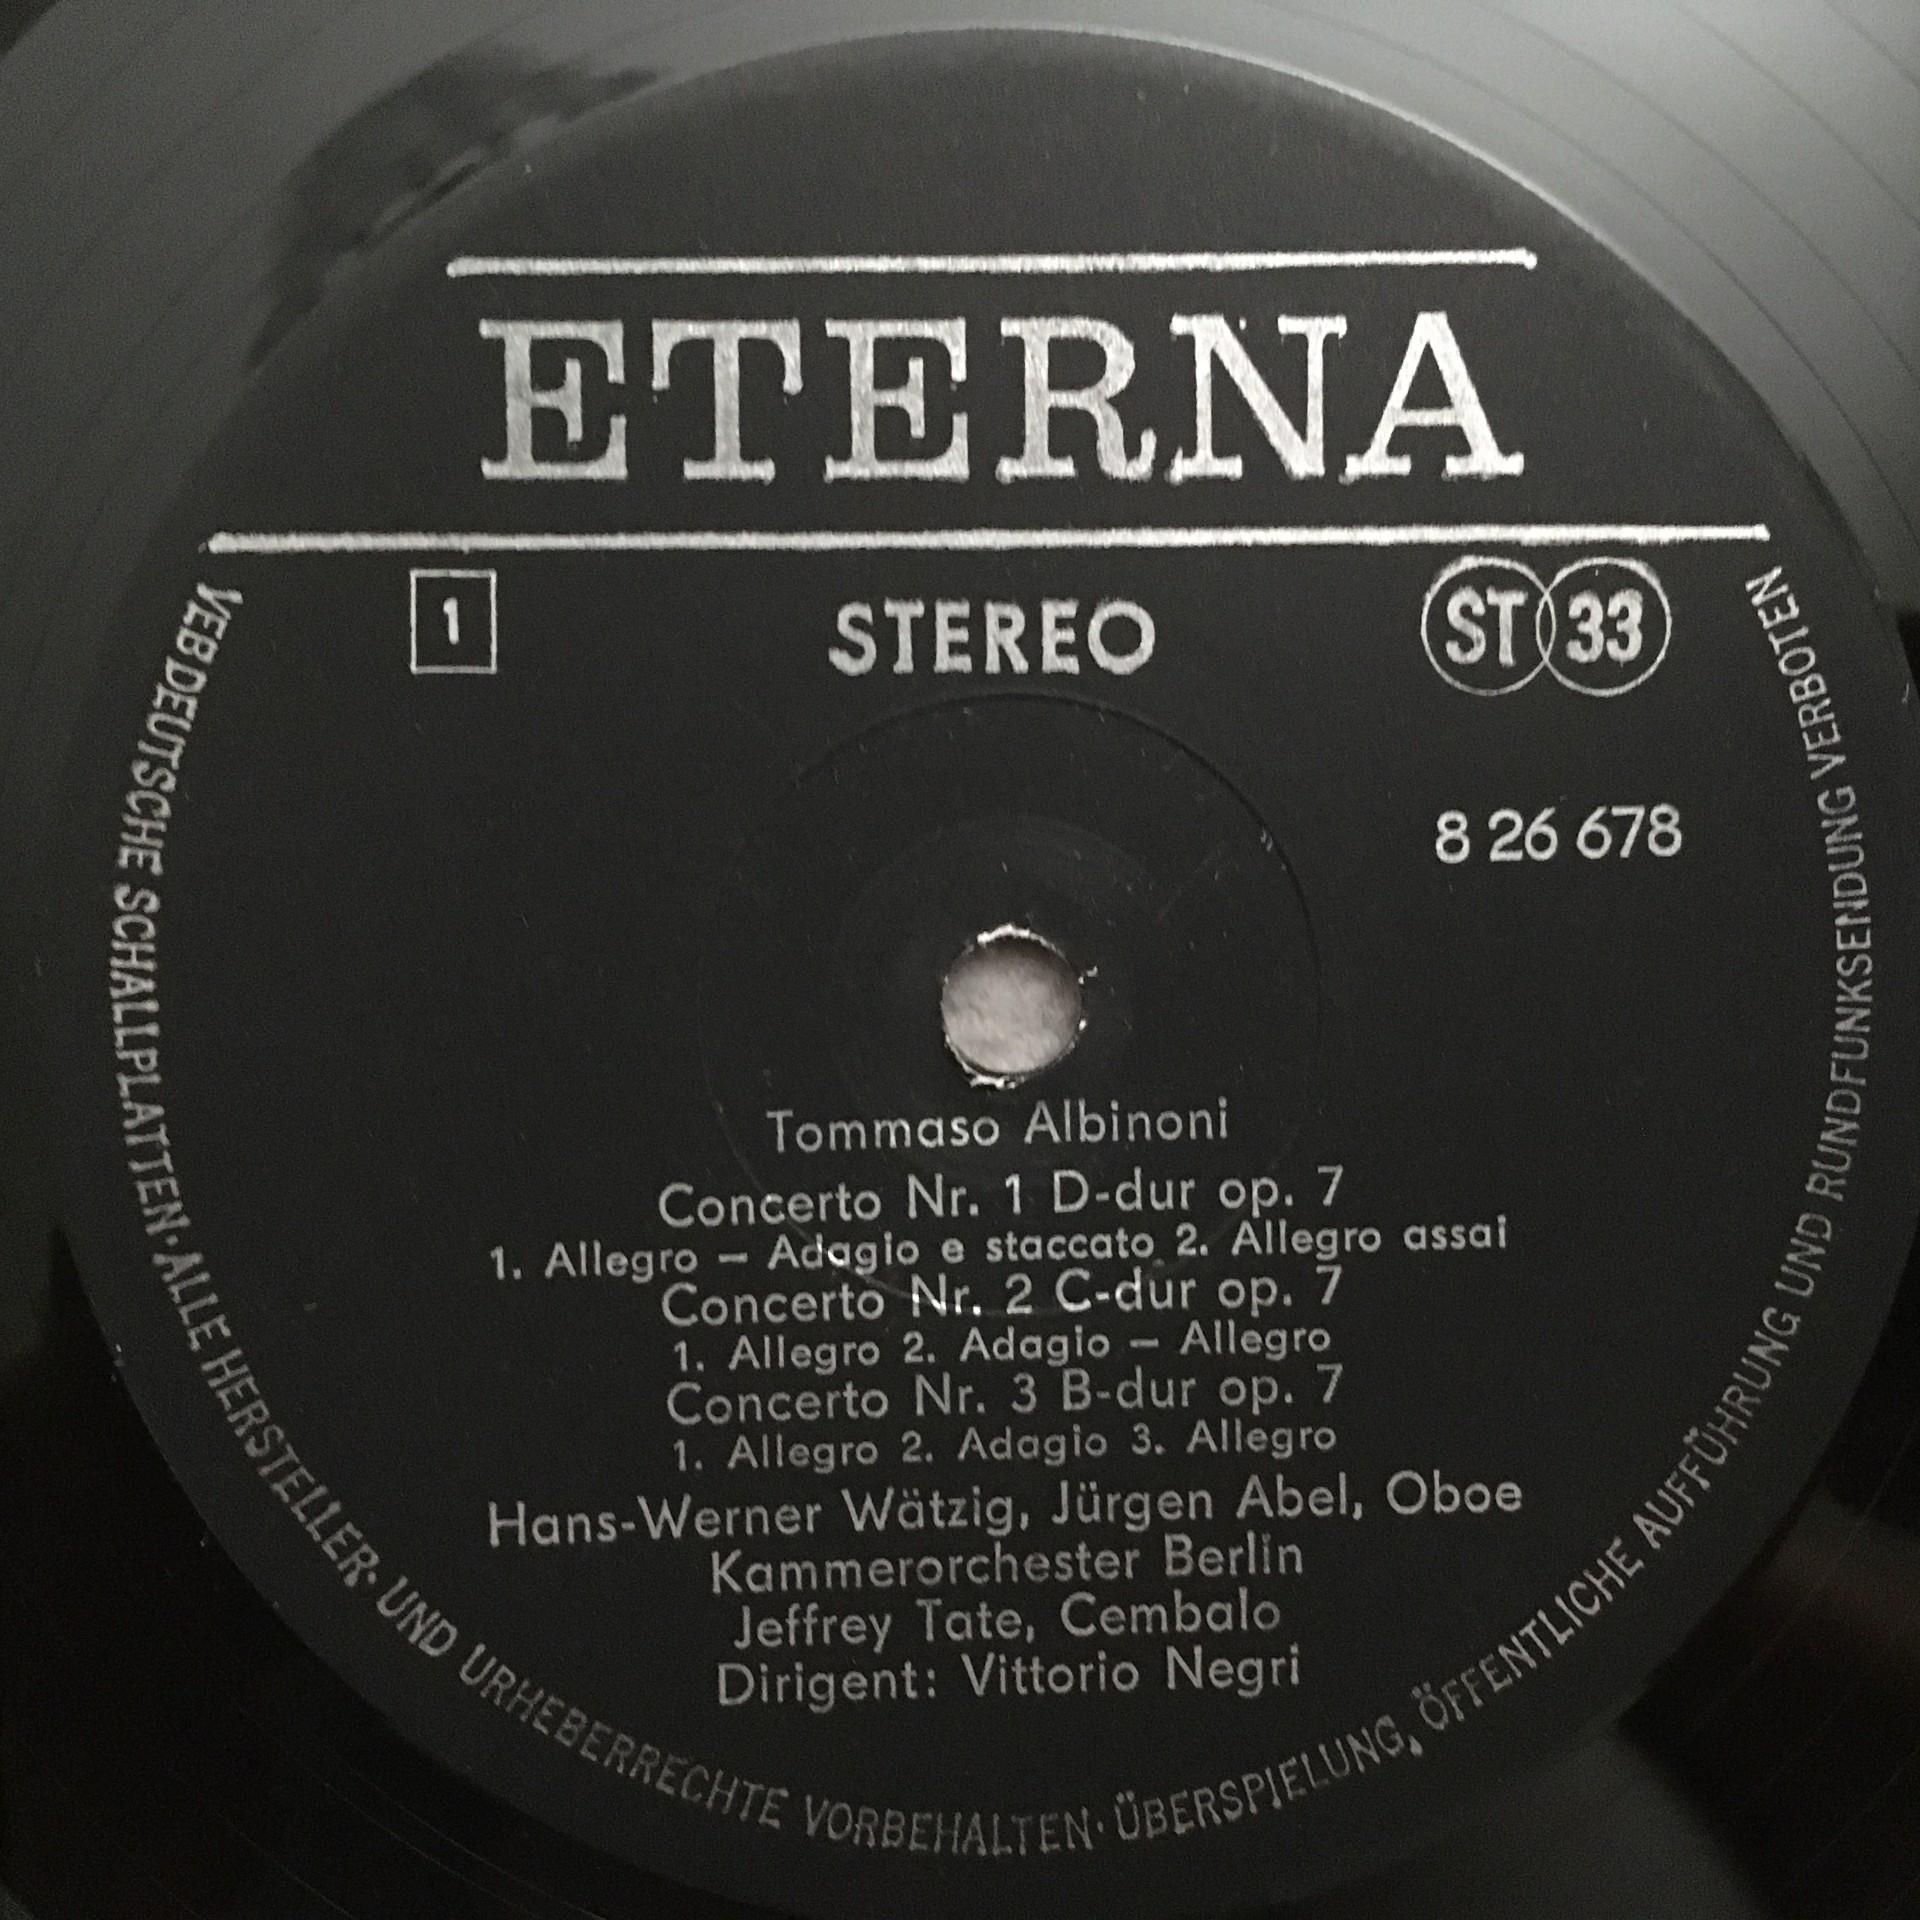 ETERNA
1 STEREO ST 33
8 26 678
Tommaso Albinoni
Concerto Nr. 1 D-dur op. 7
1. Allegro – Adagio e staccato 2. Allegro assai
Concerto Nr. 2 C-dur op. 7
1. Allegro 2. Adagio – Allegro
Concerto Nr. 3 B-dur op. 7
1. Allegro 2. Adagio 3. Allegro
Hans-Werner Wätzig, Jürgen Abel, Oboe
Kammerorchester Berlin
Jeffrey Tate, Cembalo
Dirigent: Vittorio Negri
VEB DEUTSCHE SCHALLPLATTEN · ALLE HERSTELLER- UND URHEBERRECHTE VORBEHALTEN · ÜBERSPIELUNG, ÖFFENTLICHE AUFFÜHRUNG UND RUNDFUNKSENDUNG VERBOTEN